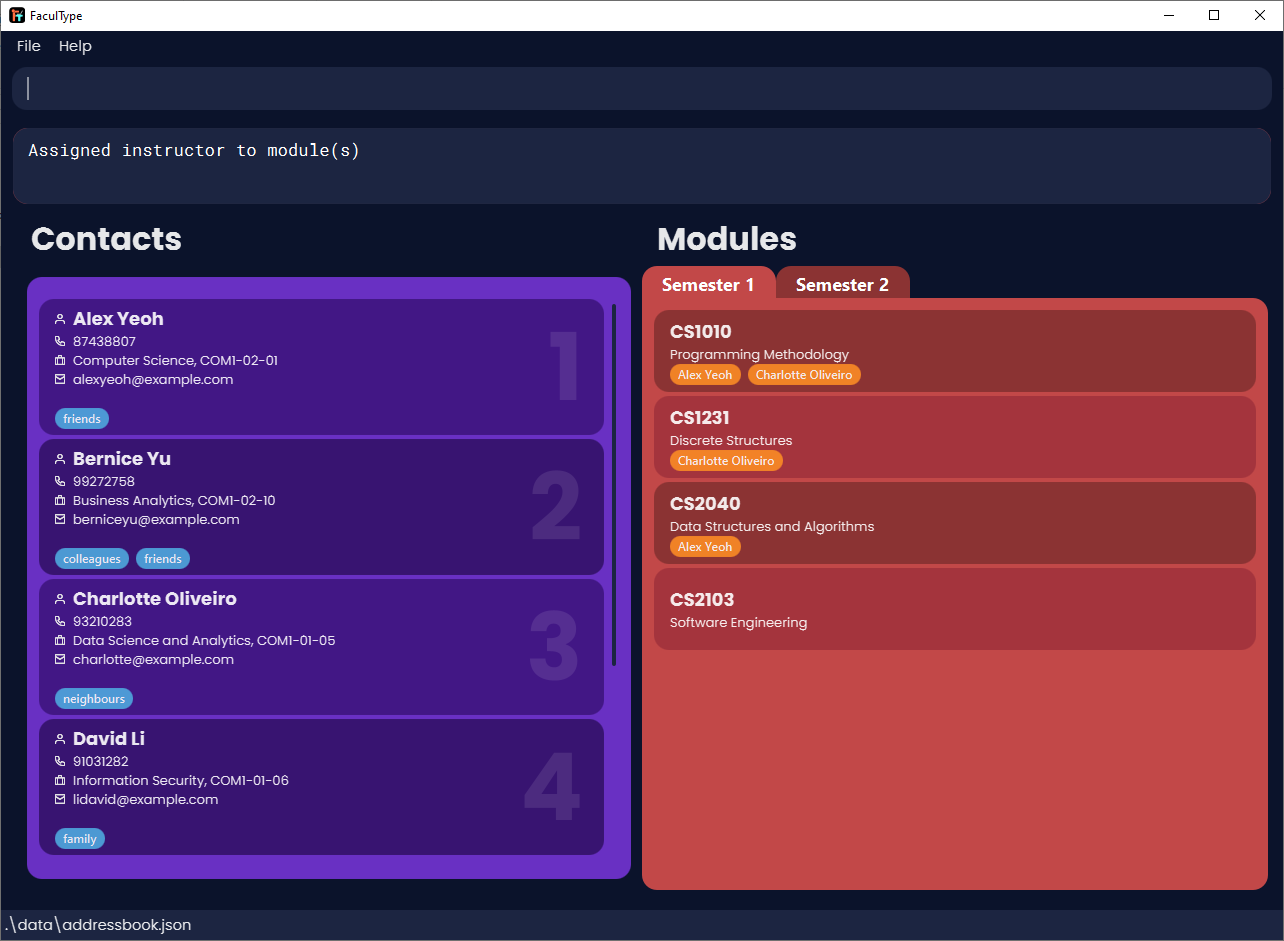 FaculType
File Help
Assigned instructor to module(s)
Contacts
Alex Yeoh
87438807
Computer Science, COM1-02-01
alexyeoh@example.com
friends
1
Bernice Yu
99272758
Business Analytics, COM1-02-10
berniceyu@example.com
colleagues friends
2
Charlotte Oliveiro
93210283
Data Science and Analytics, COM1-01-05
charlotte@example.com
neighbours
3
David Li
91031282
Information Security, COM1-01-06
lidavid@example.com
family
4
Modules
Semester 1 Semester 2
CS1010
Programming Methodology
Alex Yeoh Charlotte Oliveiro
CS1231
Discrete Structures
Charlotte Oliveiro
CS2040
Data Structures and Algorithms
Alex Yeoh
CS2103
Software Engineering
.\data\addressbook.json